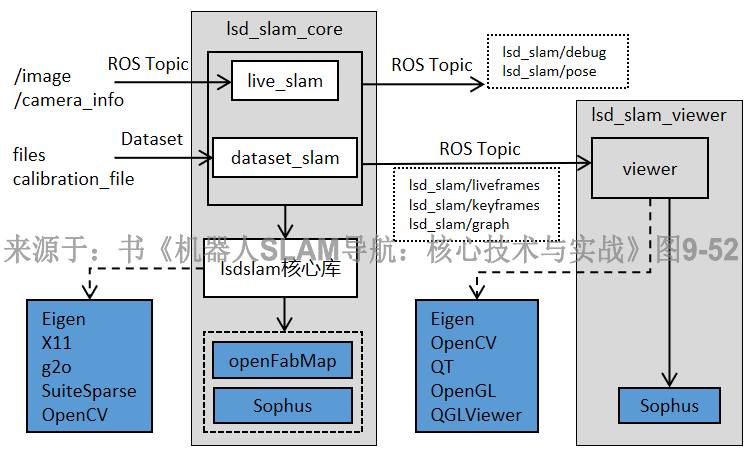 lsd_slam_core
ROS Topic
/image
/camera_info
live_slam
ROS Topic
lsd_slam/debug
lsd_slam/pose
lsd_slam_viewer
Dataset
files
calibration_file
dataset_slam
ROS Topic
viewer
lsd_slam/liveframes
lsd_slam/keyframes
lsd_slam/graph
来源于：书《机器人SLAM导航：核心技术与实战》图9-52
lsdslam核心库
Eigen
X11
g2o
SuiteSparse
OpenCV
openFabMap
Sophus
Eigen
OpenCV
QT
OpenGL
QGLViewer
Sophus